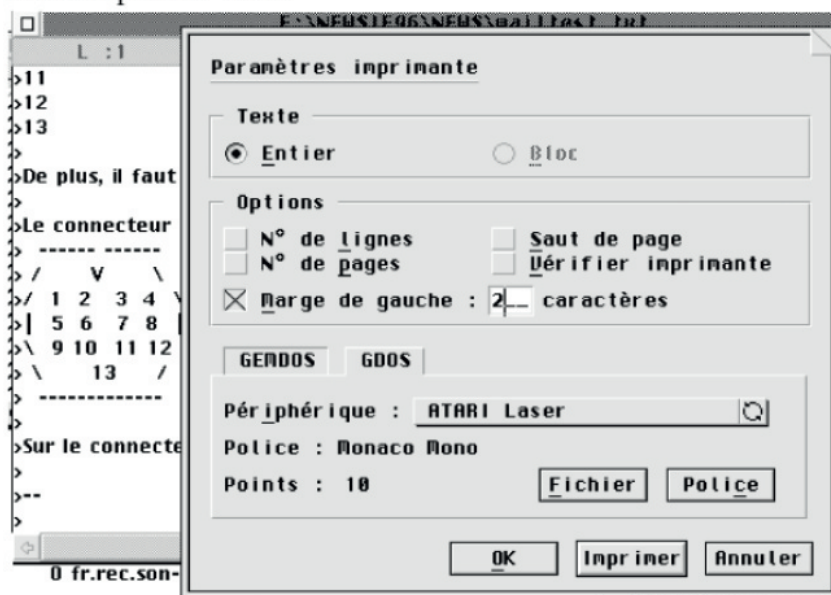 E:\NEWSIE96\NEWS\mailtest.txt
L :1
>11
>12
>13
>
>De plus, il faut
>
>Le connecteur
> ------ ------
> / V \
>/ 1 2 3 4 \
>| 5 6 7 8 |
>\ 9 10 11 12
> \ 13 /
> -------------
>
>Sur le connecte
>
>--
>
0 fr.rec.son-
Paramètres imprimante
Texte
Entier
Bloc
Options
N° de lignes
Saut de page
N° de pages
Vérifier imprimante
Marge de gauche : 2__ caractères
GEMDOS GDOS
Périphérique : ATARI Laser
Police : Monaco Mono
Points : 10
Fichier
Police
OK
Imprimer
Annuler